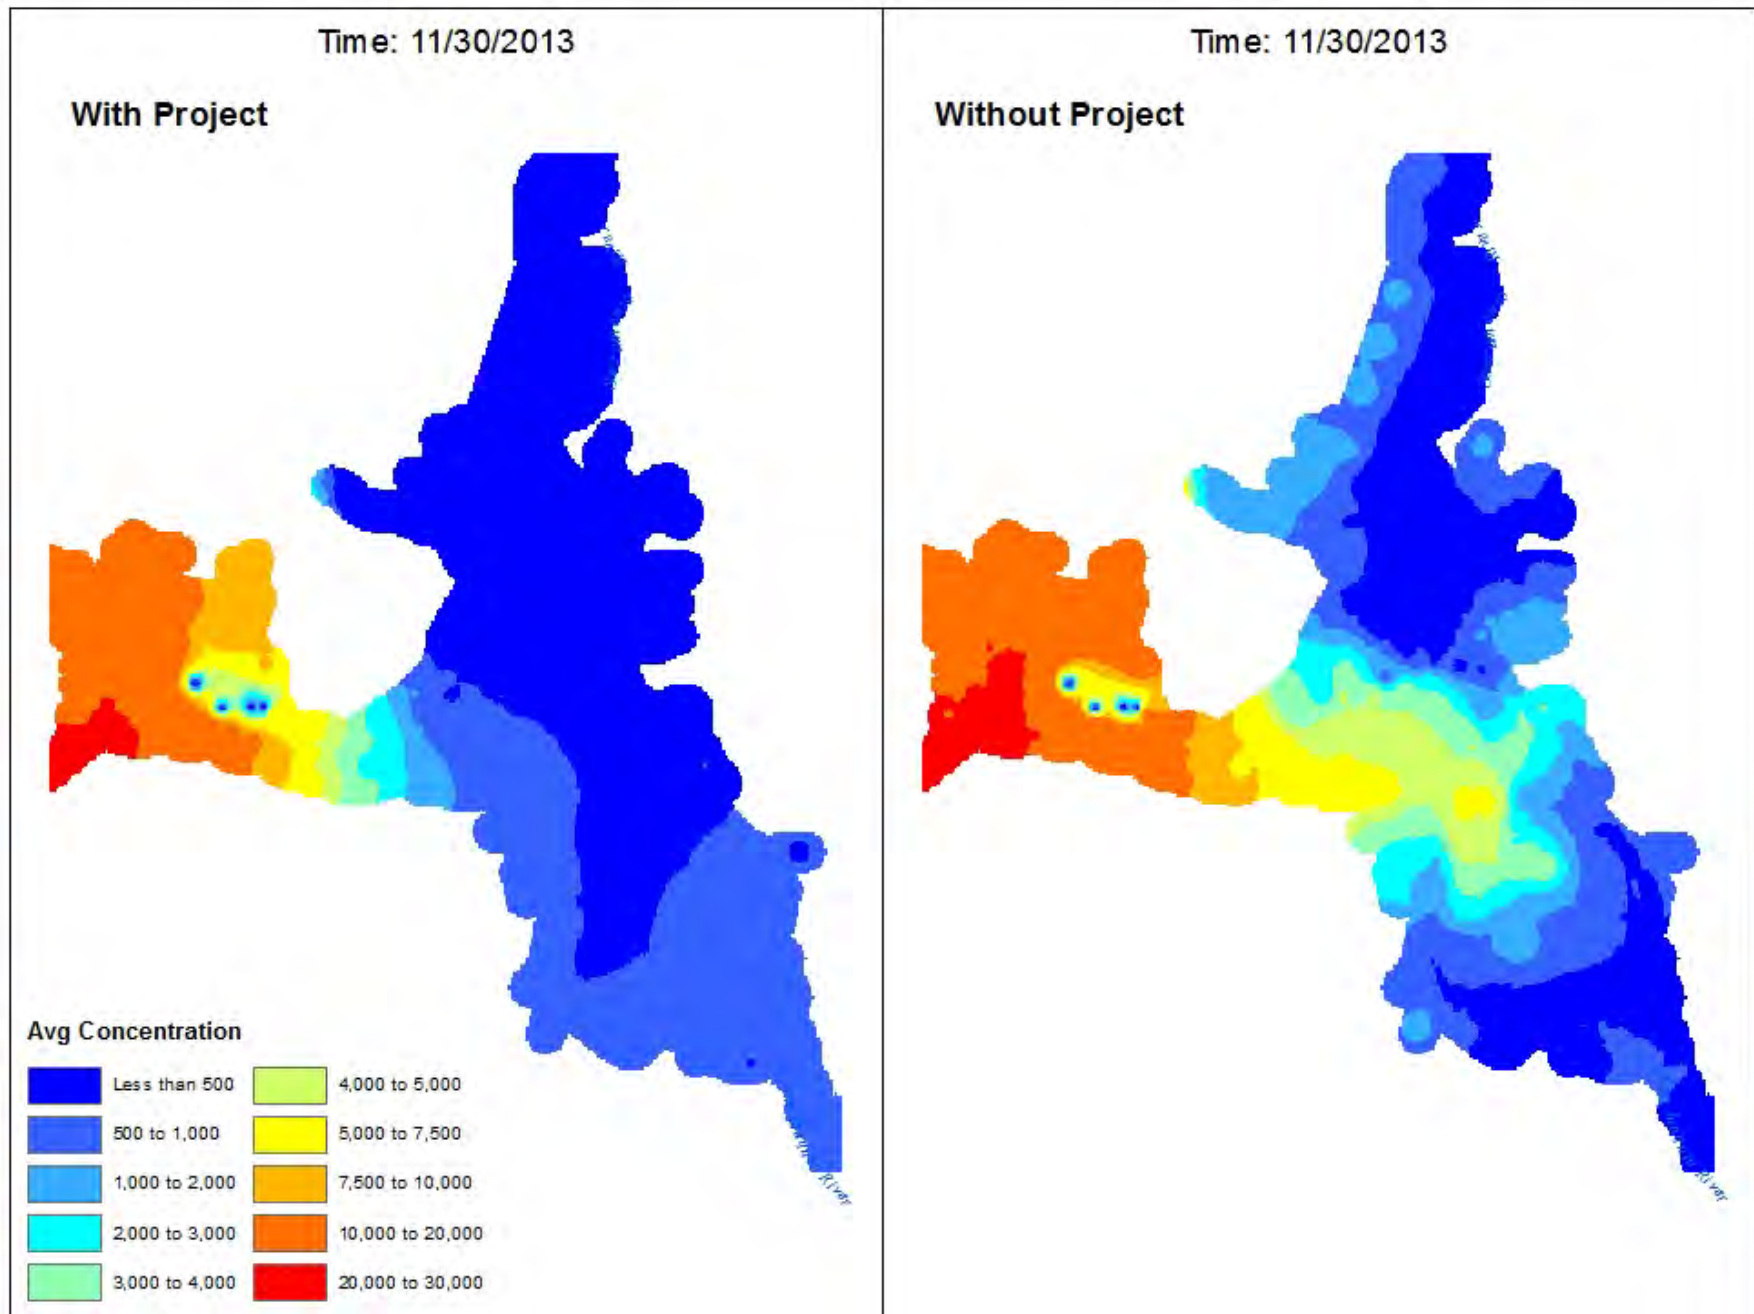 Time: 11/30/2013
With Project
Time: 11/30/2013
Without Project
River
River
Avg Concentration
Less than 500
500 to 1,000
1,000 to 2,000
2,000 to 3,000
3,000 to 4,000
4,000 to 5,000
5,000 to 7,500
7,500 to 10,000
10,000 to 20,000
20,000 to 30,000